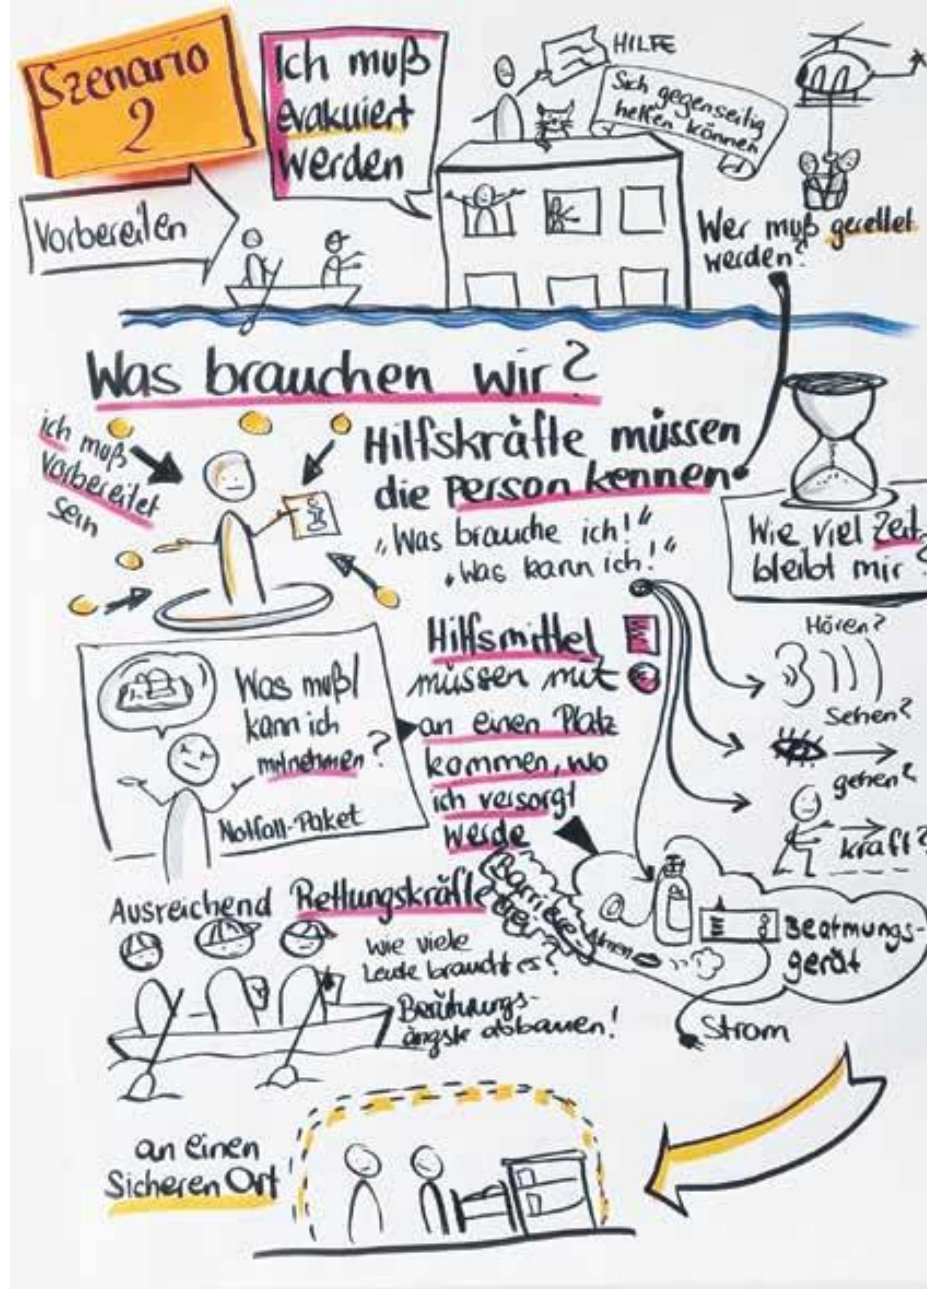 Szenario
2
Ich muß
evakuiert
werden
HILFE
Sich gegenseitig
helfen können
Vorbereiten
Wer muß gerettet
werden?
Was brauchen wir?
ich muß
vorbereitet
sein
Hilfskräfte müssen
die Person kennen
„Was brauche ich!“
„Was kann ich!“
Wie viel Zeit
bleibt mir?
Hören?
Sehen?
gehen?
kraft?
Hilfsmittel
müssen mit
an einen Platz
kommen, wo
ich versorgt
werde
Was muß/
kann ich
mitnehmen?
Notfall-Paket
Barriere-
frei
Atmen
Beatmungs-
gerät
Strom
Ausreichend Rettungskräfte
Wie viele
Leute braucht es?
Berührungs-
ängste abbauen!
an einen
Sicheren Ort